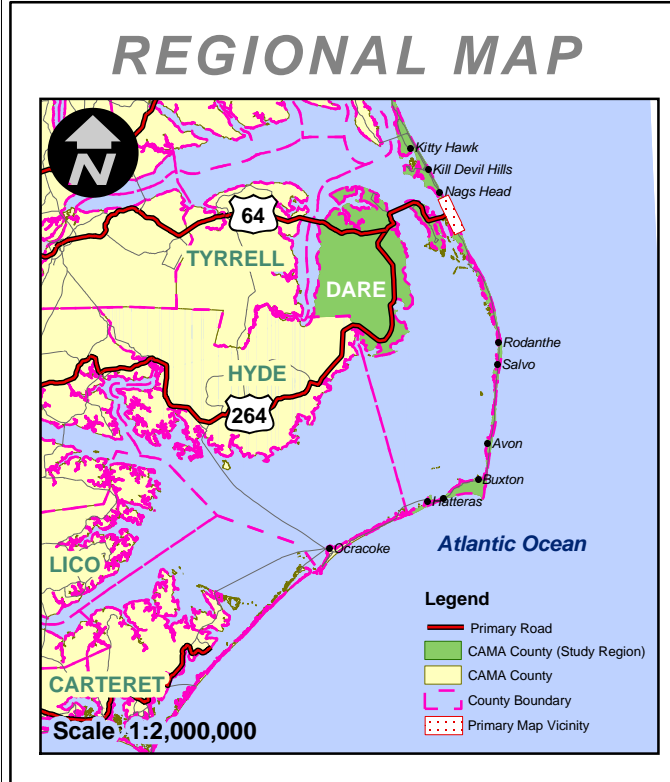 REGIONAL MAP
N
Kitty Hawk
Kill Devil Hills
Nags Head
64
TYRRELL
DARE
Rodanthe
Salvo
HYDE
264
Avon
Buxton
Hatteras
Ocracoke
Atlantic Ocean
LICO
CARTERET
Legend
Primary Road
CAMA County (Study Region)
CAMA County
County Boundary
Primary Map Vicinity
Scale 1:2,000,000